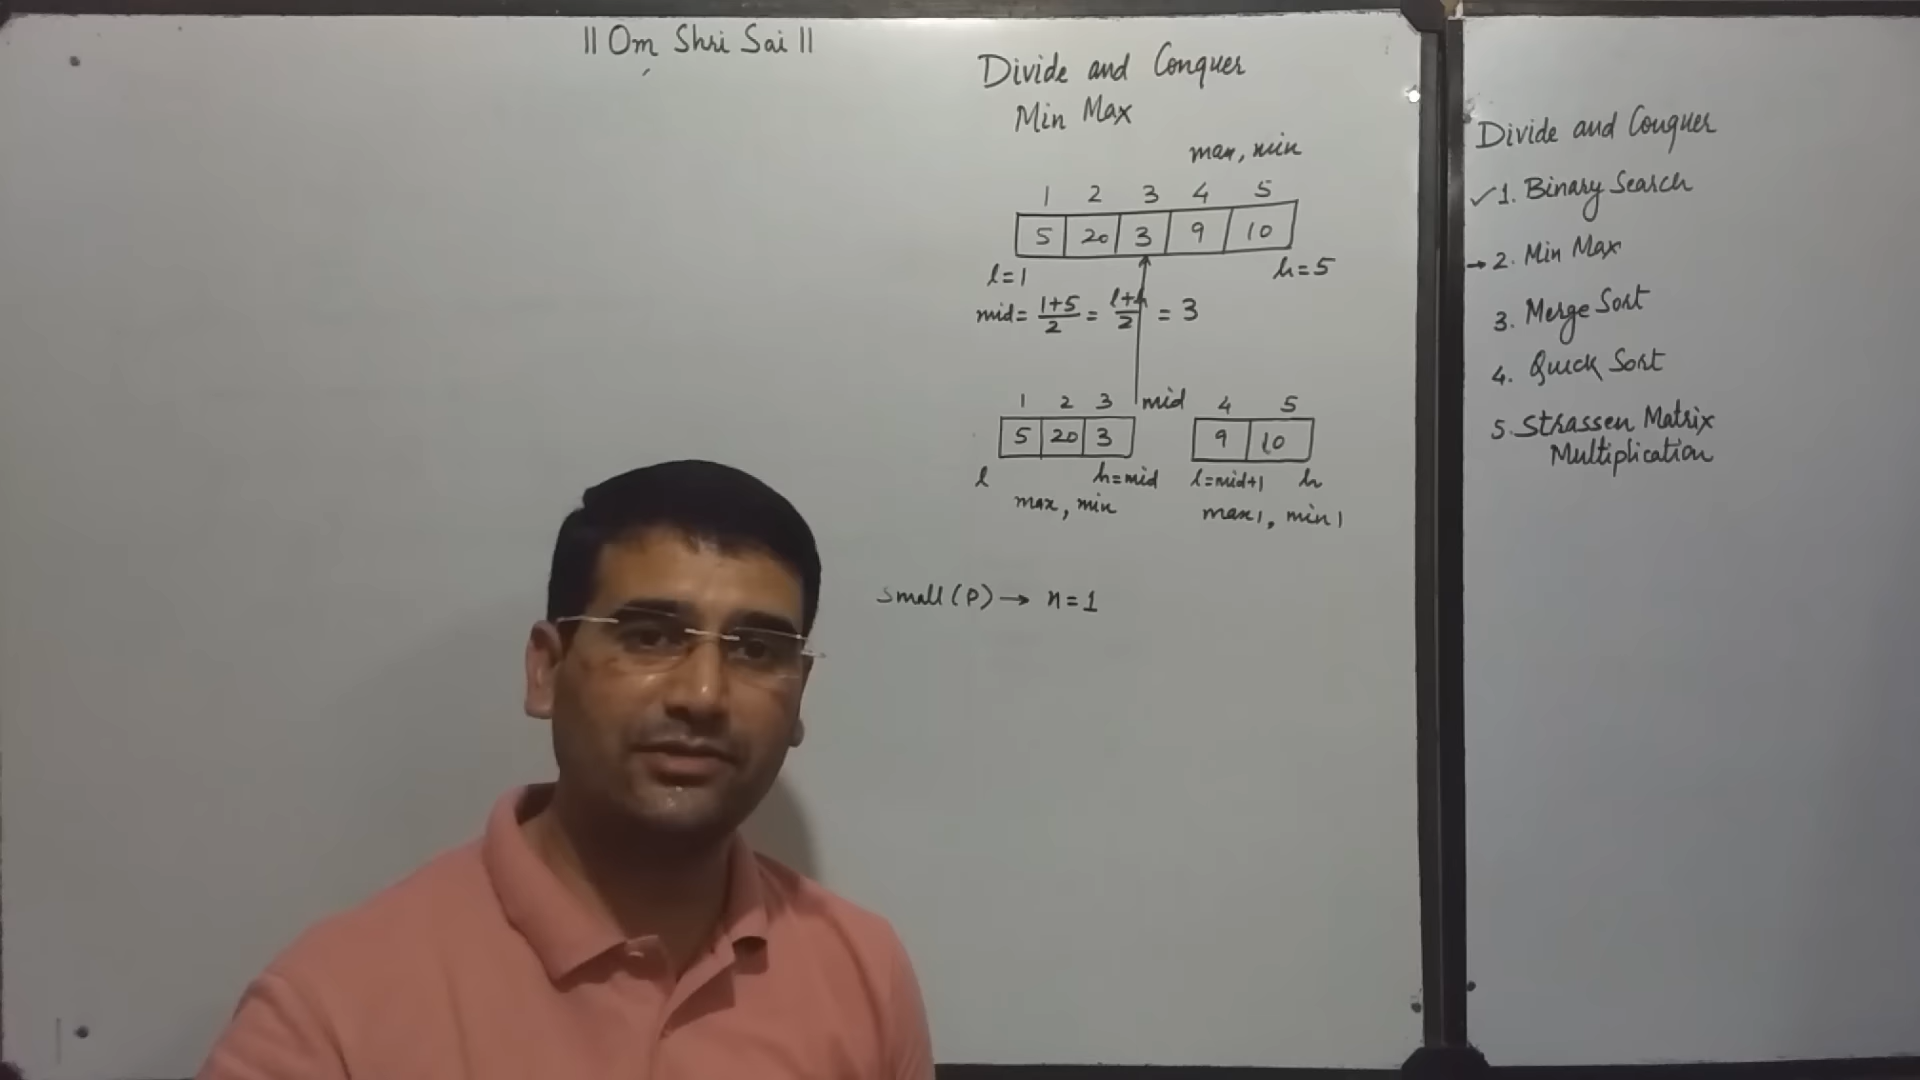 || Om Shri Sai ||
Divide and Conquer
Min Max
max, min
1 2 3 4 5
5 20 3 9 10
l=1 h=5
mid = 1+5/2 = l+h/2 = 3
1 2 3 mid 4 5
5 20 3 9 10
l h=mid l=mid+1 h
max, min max1, min1
Small(P) → n=1
Divide and Conquer
✓1. Binary Search
→2. Min Max
3. Merge Sort
4. Quick Sort
5. Strassen Matrix
Multiplication